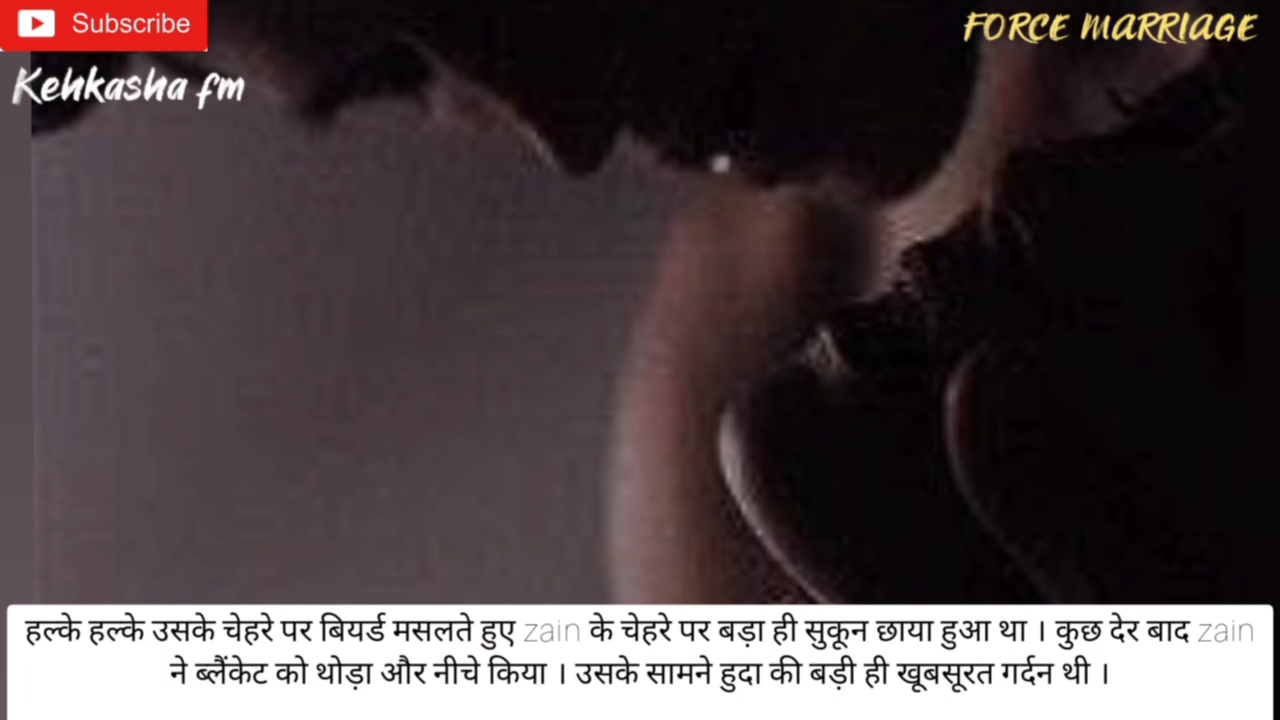 Subscribe
FORCE MARRIAGE
Kehkasha fm
हल्के हल्के उसके चेहरे पर बियर्ड मसलते हुए zain के चेहरे पर बड़ा ही सुकून छाया हुआ था । कुछ देर बाद zain
ने ब्लैंकेट को थोड़ा और नीचे किया । उसके सामने हुदा की बड़ी ही खूबसूरत गर्दन थी ।